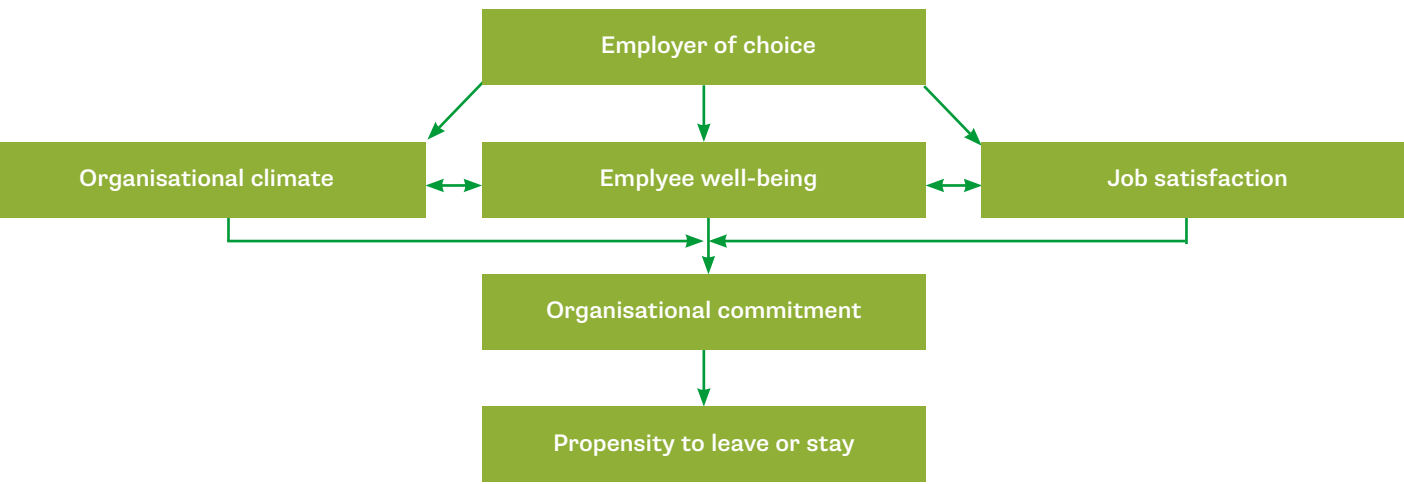 Employer of choice
Organisational climate
Emplyee well-being
Job satisfaction
Organisational commitment
Propensity to leave or stay